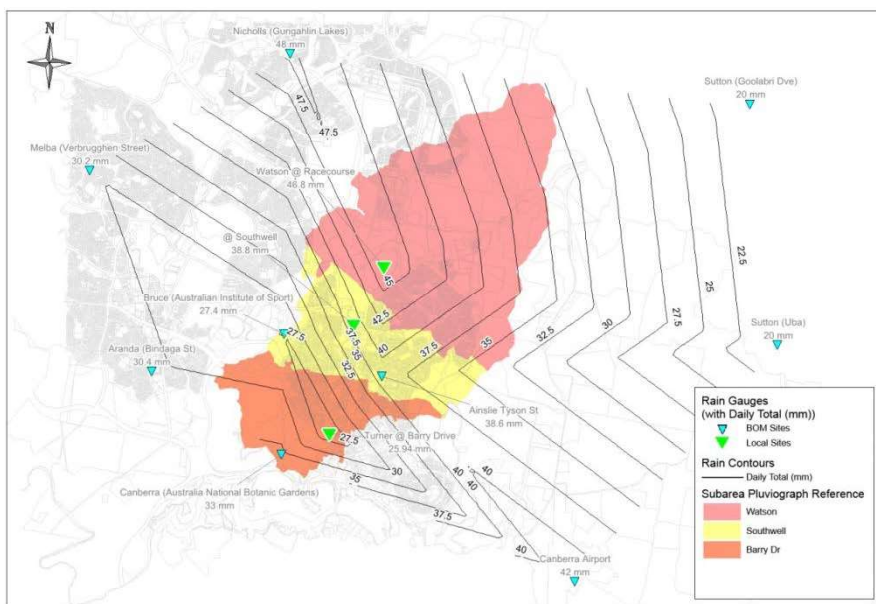 Nicholls (Gungahlin Lakes)
46 mm
N
Sutton (Goolabri Dve)
20 mm
47.5
47.5
Melba (Verbrugghen Street)
30.2 mm
Watson @ Racecourse
46.8 mm
@ Southwell
38.8 mm
45
22.5
25
Bruce (Australian Institute of Sport)
27.4 mm
42.5
30
27.5
27.5
37.5
35
40
37.5
35
32.5
Sutton (Uba)
20 mm
Aranda (Bindaga St)
30.4 mm
32.5
Ainslie Tyson St
38.6 mm
27.5
Turner @ Barry Drive
25.94 mm
30
35
40
40
40
Canberra (Australia National Botanic Gardens)
33 mm
37.5
40
Canberra Airport
42 mm
Rain Gauges
(with Daily Total (mm))
BOM Sites
Local Sites
Rain Contours
Daily Total (mm)
Subarea Pluviograph Reference
Watson
Southwell
Barry Dr